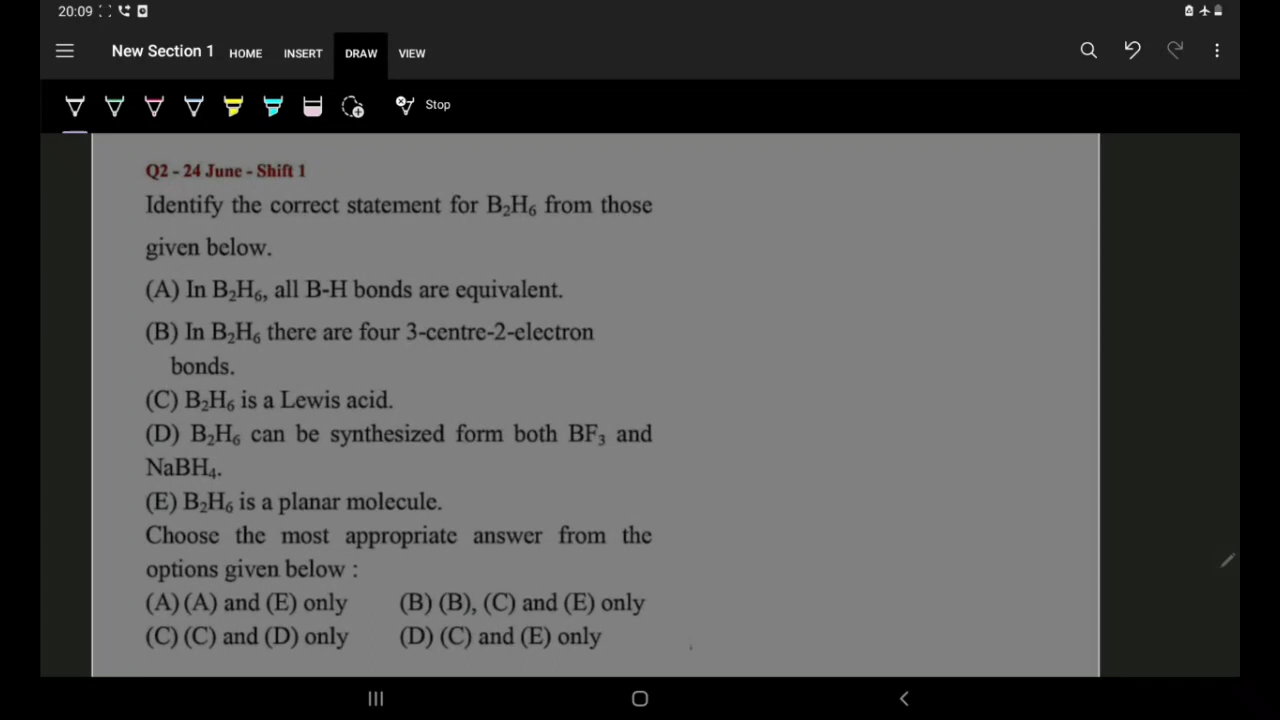 20:09
New Section 1 HOME INSERT DRAW VIEW
Stop
Q2 - 24 June - Shift 1
Identify the correct statement for B₂H₆ from those
given below.
(A) In B₂H₆, all B-H bonds are equivalent.
(B) In B₂H₆ there are four 3-centre-2-electron
bonds.
(C) B₂H₆ is a Lewis acid.
(D) B₂H₆ can be synthesized form both BF₃ and
NaBH₄.
(E) B₂H₆ is a planar molecule.
Choose the most appropriate answer from the
options given below :
(A) (A) and (E) only (B) (B), (C) and (E) only
(C) (C) and (D) only (D) (C) and (E) only